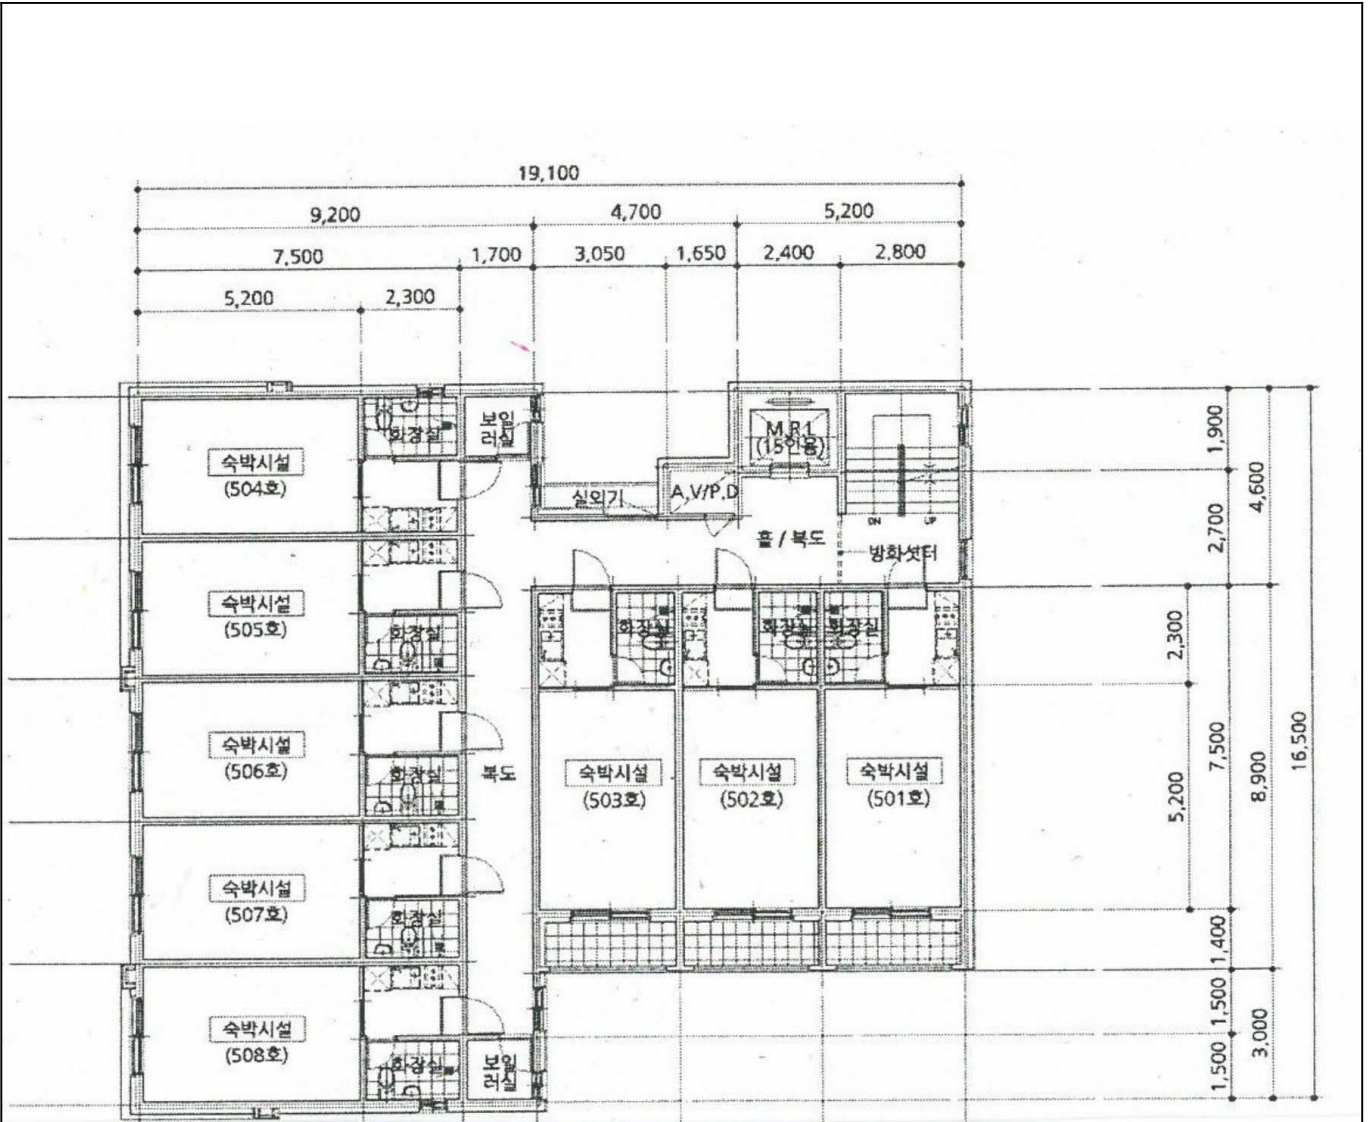 19,100
9,200
4,700
5,200
7,500
1,700
3,050
1,650
2,400
2,800
5,200
2,300
화장실
보일
러실
M.R.L
(15인용)
1,900
4,600
숙박시설
(504호)
실외기
A.V/P.D
DN
UP
2,700
홀 / 복도
방화셧터
숙박시설
(505호)
화장실
화장실
화장실
화장실
2,300
숙박시설
(506호)
화장실
복도
숙박시설
(503호)
숙박시설
(502호)
숙박시설
(501호)
5,200
7,500
8,900
16,500
숙박시설
(507호)
화장실
1,400
숙박시설
(508호)
화장실
보일
러실
1,500
1,500
3,000